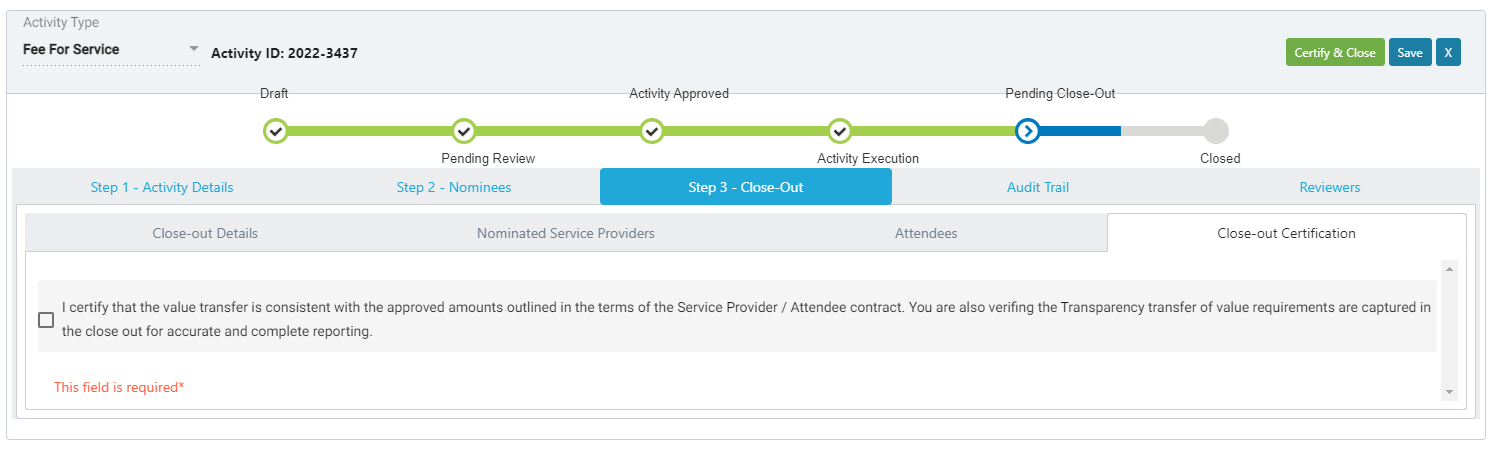 Activity Type
Fee For Service
Activity ID: 2022-3437
Certify & Close
Save
X
Draft
Activity Approved
Pending Close-Out
Pending Review
Activity Execution
Closed
Step 1 - Activity Details
Step 2 - Nominees
Step 3 - Close-Out
Audit Trail
Reviewers
Close-out Details
Nominated Service Providers
Attendees
Close-out Certification
I certify that the value transfer is consistent with the approved amounts outlined in the terms of the Service Provider / Attendee contract. You are also verifing the Transparency transfer of value requirements are captured in
the close out for accurate and complete reporting.
This field is required*